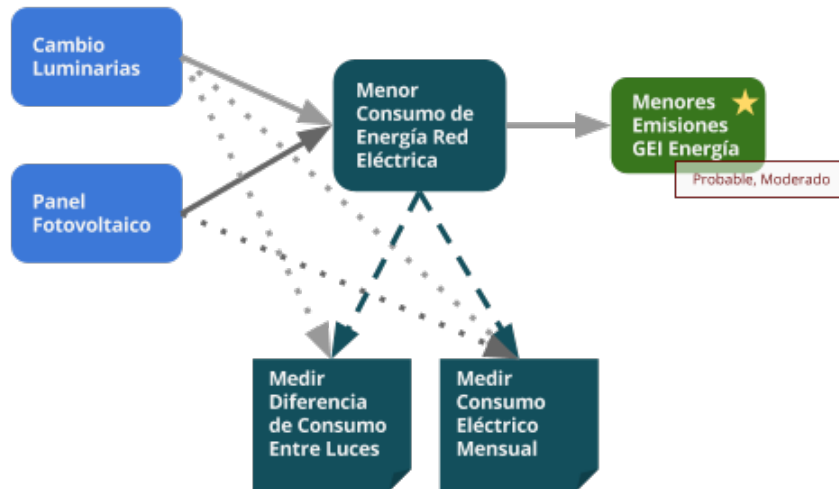 Cambio
Luminarias
Menor
Consumo de
Energía Red
Eléctrica
Menores
Emisiones
GEI Energía
Probable, Moderado
Panel
Fotovoltaico
Medir
Diferencia
de Consumo
Entre Luces
Medir
Consumo
Eléctrico
Mensual